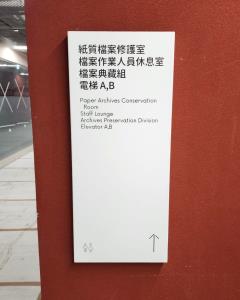 紙質檔案修護室
檔案作業人員休息室
檔案典藏組
電梯 A,B
Paper Archives Conservation
Room
Staff Lounge
Archives Preservation Division
Elevator A,B